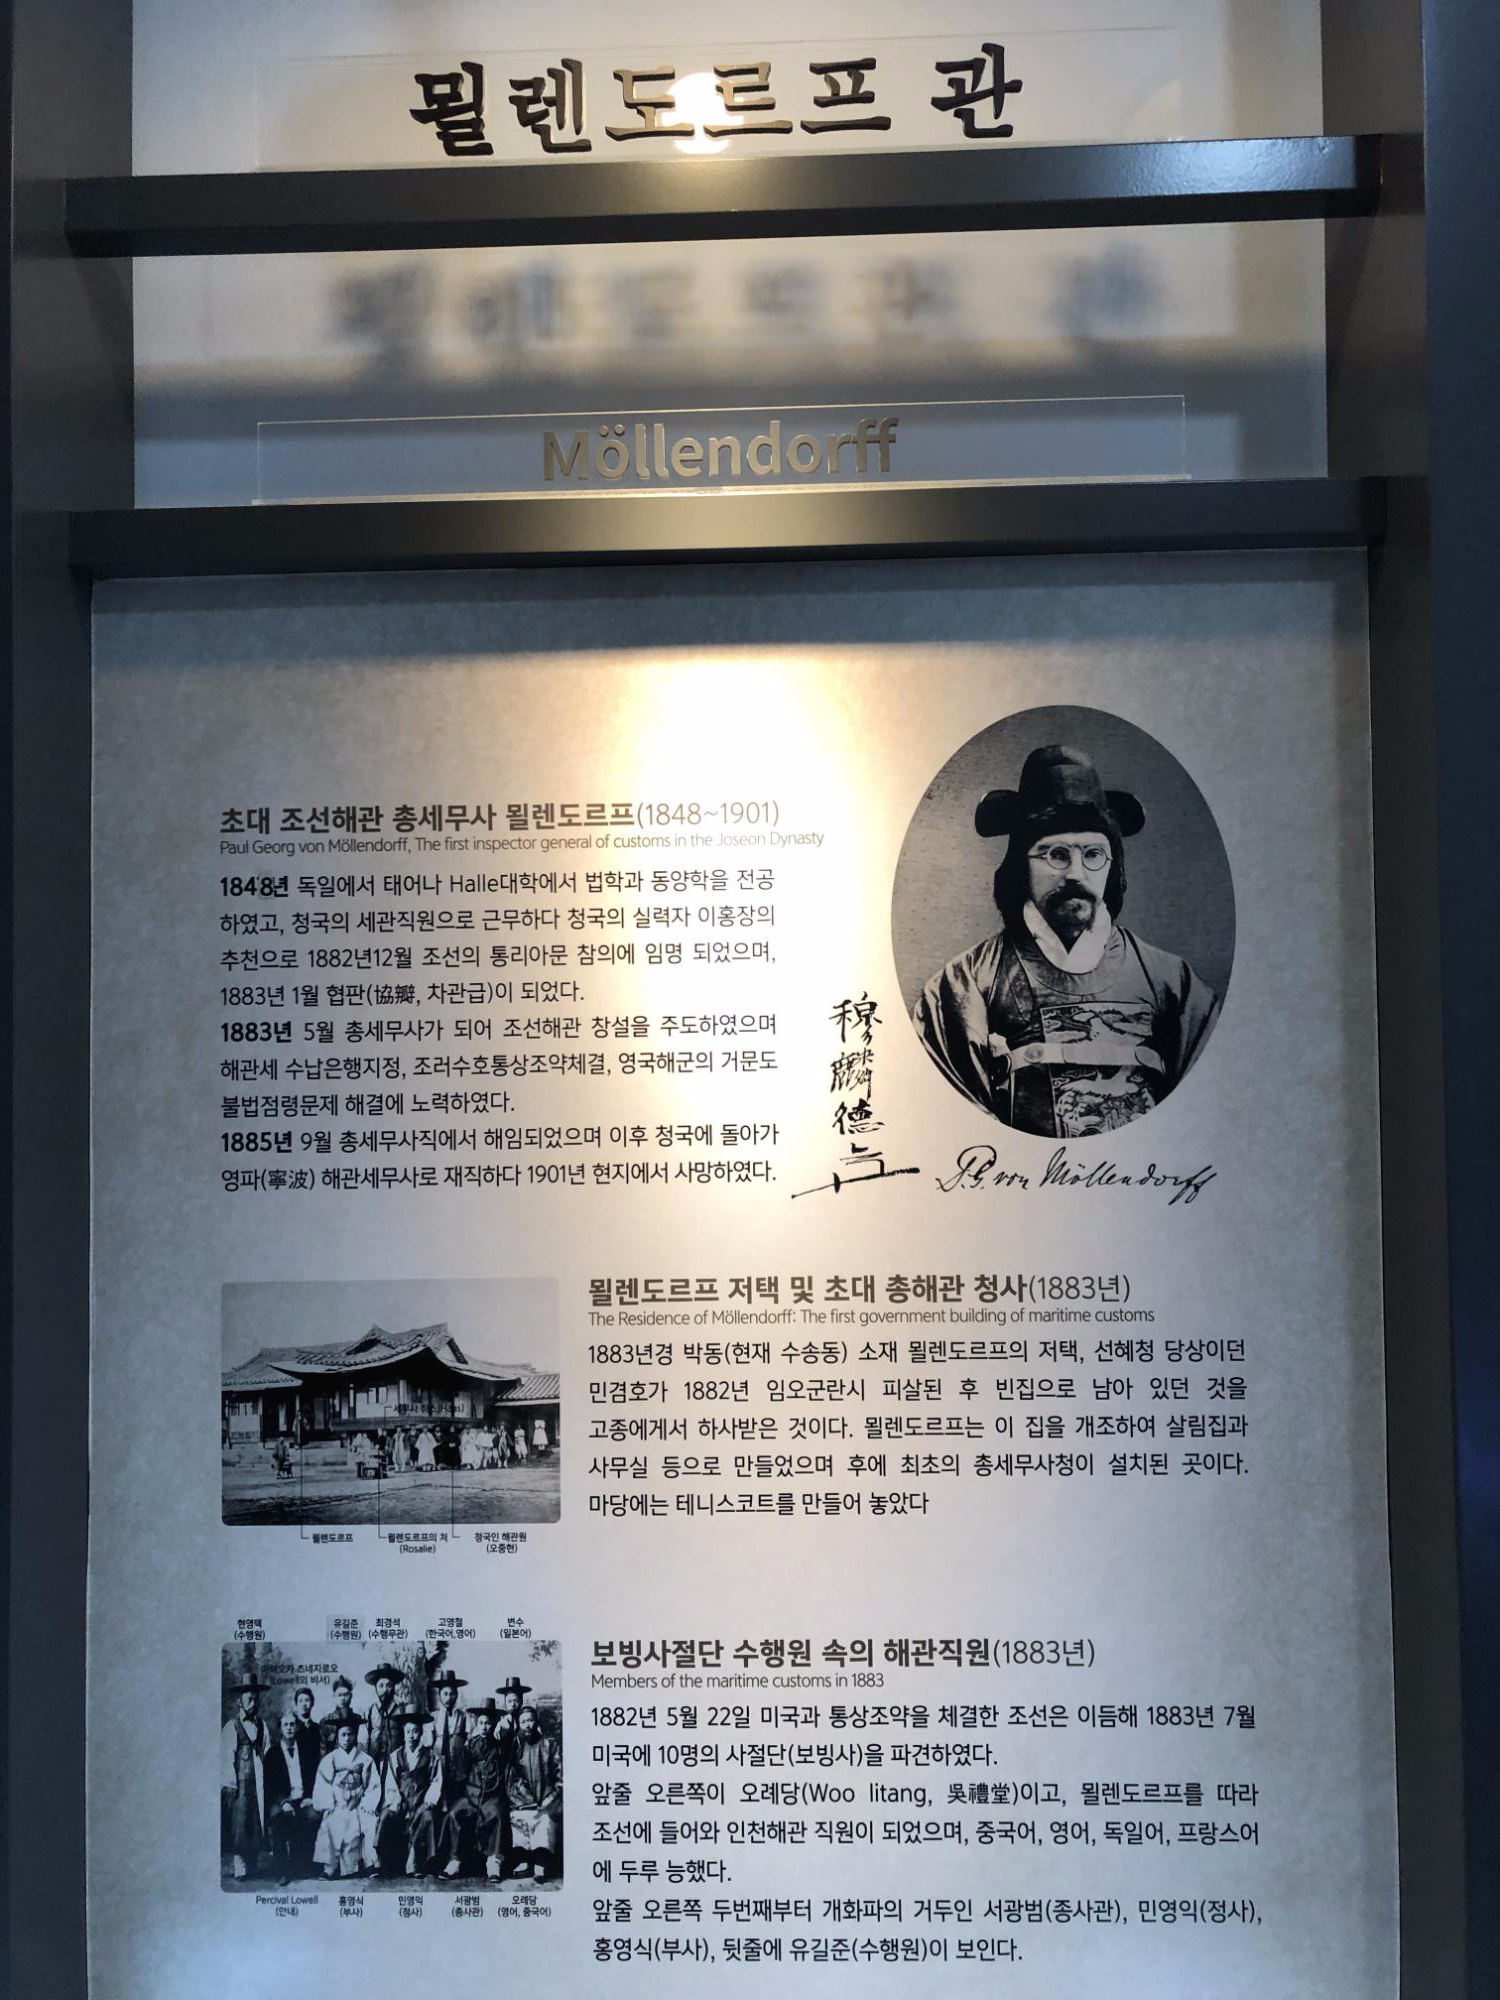 묄렌도르프 관
Möllendorff
초대 조선해관 총세무사 묄렌도르프(1848~1901)
Paul Georg von Möllendorff, The first inspector general of customs in the Joseon Dynasty
1848년 독일에서 태어나 Halle대학에서 법학과 동양학을 전공
하였고, 청국의 세관직원으로 근무하다 청국의 실력자 이홍장의
추천으로 1882년12월 조선의 통리아문 참의에 임명 되었으며,
1883년 1월 협판(協辦, 차관급)이 되었다.
1883년 5월 총세무사가 되어 조선해관 창설을 주도하였으며
해관세 수납은행지정, 조러수호통상조약체결, 영국해군의 거문도
불법점령문제 해결에 노력하였다.
1885년 9월 총세무사직에서 해임되었으며 이후 청국에 돌아가
영파(寧波) 해관세무사로 재직하다 1901년 현지에서 사망하였다.
穆
麟
德
P.G. von Möllendorff
묄렌도르프 저택 및 초대 총해관 청사(1883년)
The Residence of Möllendorff: The first government building of maritime customs
1883년경 박동(현재 수송동) 소재 묄렌도르프의 저택, 선혜청 당상이던
민겸호가 1882년 임오군란시 피살된 후 빈집으로 남아 있던 것을
고종에게서 하사받은 것이다. 묄렌도르프는 이 집을 개조하여 살림집과
사무실 등으로 만들었으며 후에 최초의 총세무사청이 설치된 곳이다.
마당에는 테니스코트를 만들어 놓았다
세무사
묄렌도르프
묄렌도르프의 처
(Rosalie)
청국인 해관원
(오중현)
현영택
(수행원)
유길준
(수행원)
최경석
(수행무관)
고영철
(한국어,영어)
변수
(일본어)
츠네지로오
(Lowell의 비서)
Percival Lowell
(안내)
홍영식
(부사)
민영익
(정사)
서광범
(종사관)
오례당
(영어, 중국어)
보빙사절단 수행원 속의 해관직원(1883년)
Members of the maritime customs in 1883
1882년 5월 22일 미국과 통상조약을 체결한 조선은 이듬해 1883년 7월
미국에 10명의 사절단(보빙사)을 파견하였다.
앞줄 오른쪽이 오례당(Woo litang, 吳禮堂)이고, 묄렌도르프를 따라
조선에 들어와 인천해관 직원이 되었으며, 중국어, 영어, 독일어, 프랑스어
에 두루 능했다.
앞줄 오른쪽 두번째부터 개화파의 거두인 서광범(종사관), 민영익(정사),
홍영식(부사), 뒷줄에 유길준(수행원)이 보인다.